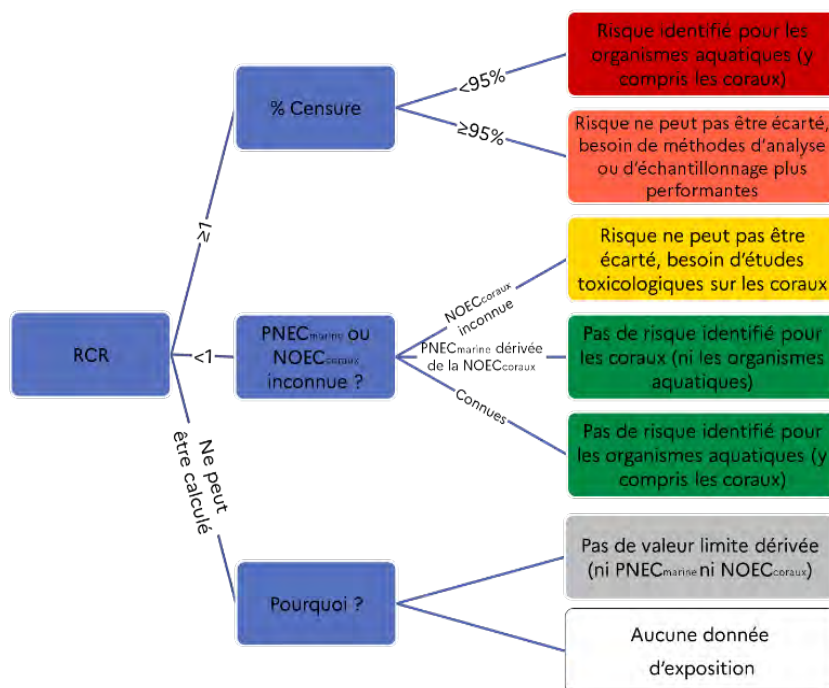 Risque identifié pour les
organismes aquatiques (y
compris les coraux)
<95%
% Censure
≥95%
Risque ne peut pas être écarté,
besoin de méthodes d'analyse
ou d'échantillonnage plus
performantes
≥1
Risque ne peut pas être
écarté, besoin d'études
toxicologiques sur les coraux
NOECcoraux
inconnue
RCR
<1
PNECmarine ou
NOECcoraux
inconnue ?
PNECmarine dérivée
de la NOECcoraux
Pas de risque identifié pour
les coraux (ni les organismes
aquatiques)
Connues
Pas de risque identifié pour
les organismes aquatiques (y
compris les coraux)
Ne peut
être calculé
Pourquoi ?
Pas de valeur limite dérivée
(ni PNECmarine ni NOECcoraux)
Aucune donnée
d'exposition